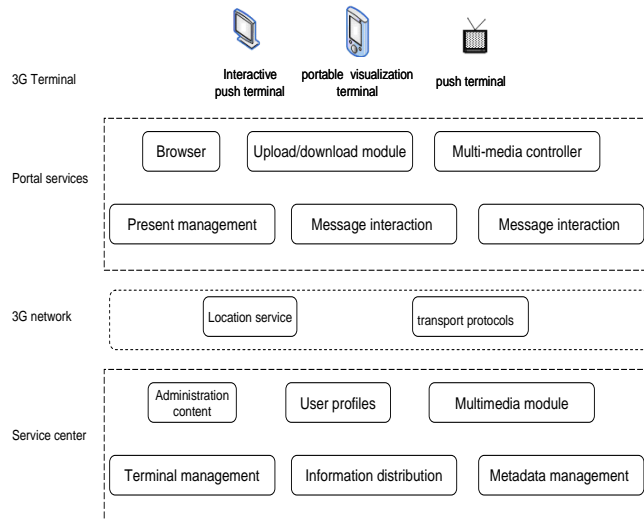 Interactive
push terminal
portable visualization
terminal
push terminal
3G Terminal
Browser
Upload/download module
Multi-media controller
Portal services
Present management
Message interaction
Message interaction
3G network
Location service
transport protocols
Administration
content
User profiles
Multimedia module
Service center
Terminal management
Information distribution
Metadata management